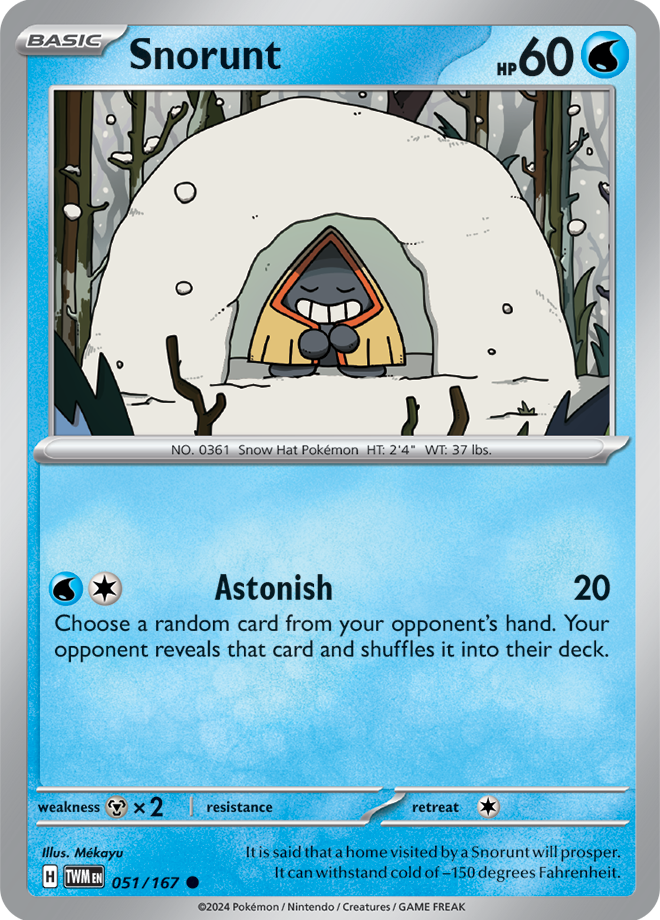 BASIC Snorunt HP 60
NO. 0361 Snow Hat Pokémon HT: 2'4" WT: 37 lbs.
Astonish 20
Choose a random card from your opponent's hand. Your
opponent reveals that card and shuffles it into their deck.
weakness ×2 resistance retreat
Illus. Mékayu
It is said that a home visited by a Snorunt will prosper.
It can withstand cold of −150 degrees Fahrenheit.
H TWM EN 051/167
©2024 Pokémon / Nintendo / Creatures / GAME FREAK